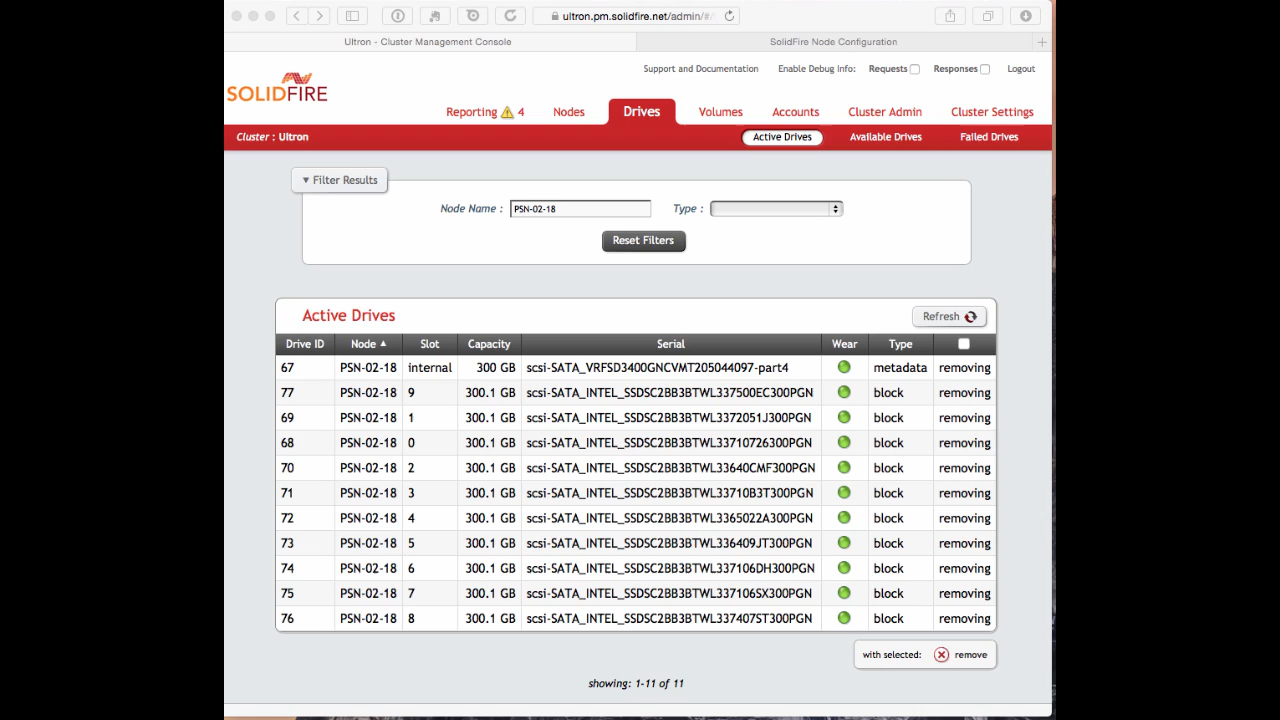 ultron.pm.solidfire.net/admin/#/
Ultron - Cluster Management Console SolidFire Node Configuration
Support and Documentation Enable Debug Info: Requests Responses Logout
SOLIDFIRE
Reporting 4 Nodes Drives Volumes Accounts Cluster Admin Cluster Settings
Cluster : Ultron Active Drives Available Drives Failed Drives
▼ Filter Results
Node Name : PSN-02-18 Type :
Reset Filters
Active Drives Refresh
Drive ID Node ▲ Slot Capacity Serial Wear Type
67 PSN-02-18 internal 300 GB scsi-SATA_VRFSD3400GNCVMT205044097-part4 metadata removing
77 PSN-02-18 9 300.1 GB scsi-SATA_INTEL_SSDSC2BB3BTWL337500EC300PGN block removing
69 PSN-02-18 1 300.1 GB scsi-SATA_INTEL_SSDSC2BB3BTWL3372051J300PGN block removing
68 PSN-02-18 0 300.1 GB scsi-SATA_INTEL_SSDSC2BB3BTWL33710726300PGN block removing
70 PSN-02-18 2 300.1 GB scsi-SATA_INTEL_SSDSC2BB3BTWL33640CMF300PGN block removing
71 PSN-02-18 3 300.1 GB scsi-SATA_INTEL_SSDSC2BB3BTWL33710B3T300PGN block removing
72 PSN-02-18 4 300.1 GB scsi-SATA_INTEL_SSDSC2BB3BTWL3365022A300PGN block removing
73 PSN-02-18 5 300.1 GB scsi-SATA_INTEL_SSDSC2BB3BTWL336409JT300PGN block removing
74 PSN-02-18 6 300.1 GB scsi-SATA_INTEL_SSDSC2BB3BTWL337106DH300PGN block removing
75 PSN-02-18 7 300.1 GB scsi-SATA_INTEL_SSDSC2BB3BTWL337106SX300PGN block removing
76 PSN-02-18 8 300.1 GB scsi-SATA_INTEL_SSDSC2BB3BTWL337407ST300PGN block removing
with selected: remove
showing: 1-11 of 11